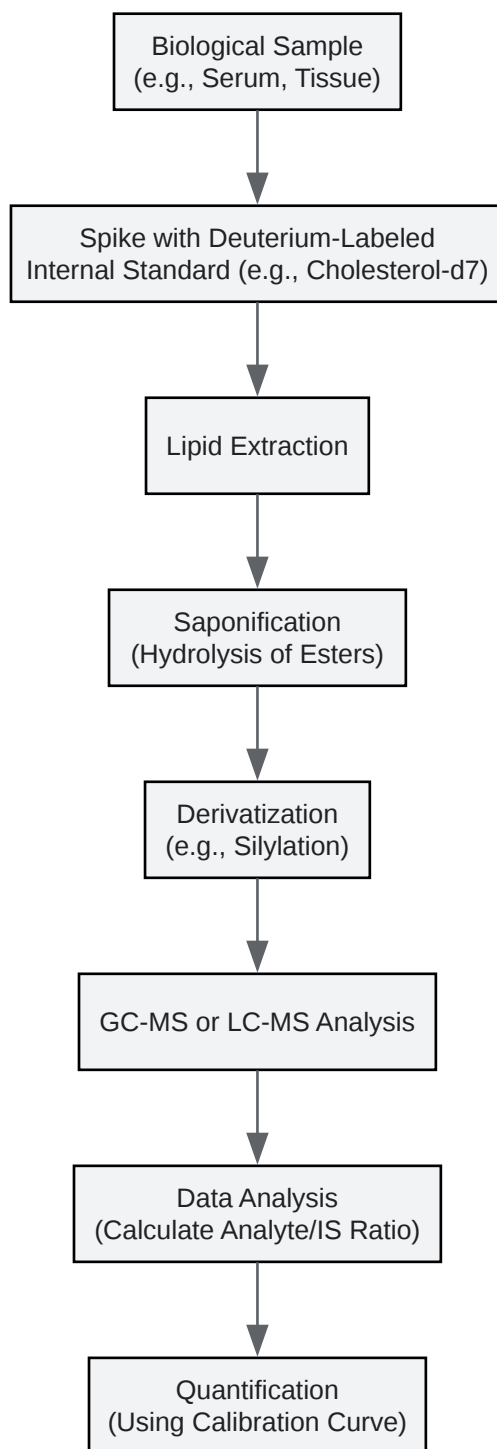 Biological Sample
(e.g., Serum, Tissue)
Spike with Deuterium-Labeled
Internal Standard (e.g., Cholesterol-d7)
Lipid Extraction
Saponification
(Hydrolysis of Esters)
Derivatization
(e.g., Silylation)
GC-MS or LC-MS Analysis
Data Analysis
(Calculate Analyte/IS Ratio)
Quantification
(Using Calibration Curve)